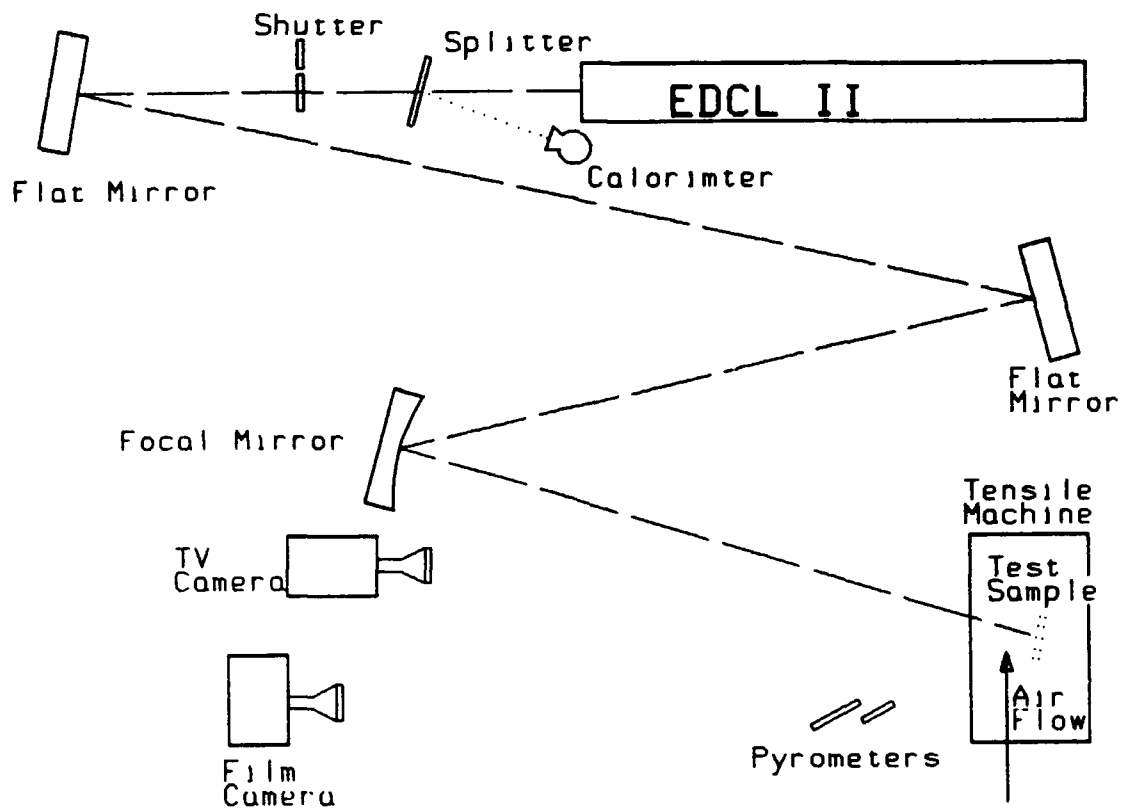 Shutter
Splitter
EDCL II
Calorimter
Flat Mirror
Flat
Mirror
Focal Mirror
Tensile
Machine
Test
Sample
TV
Camera
Air
Flow
Pyrometers
Film
Camera